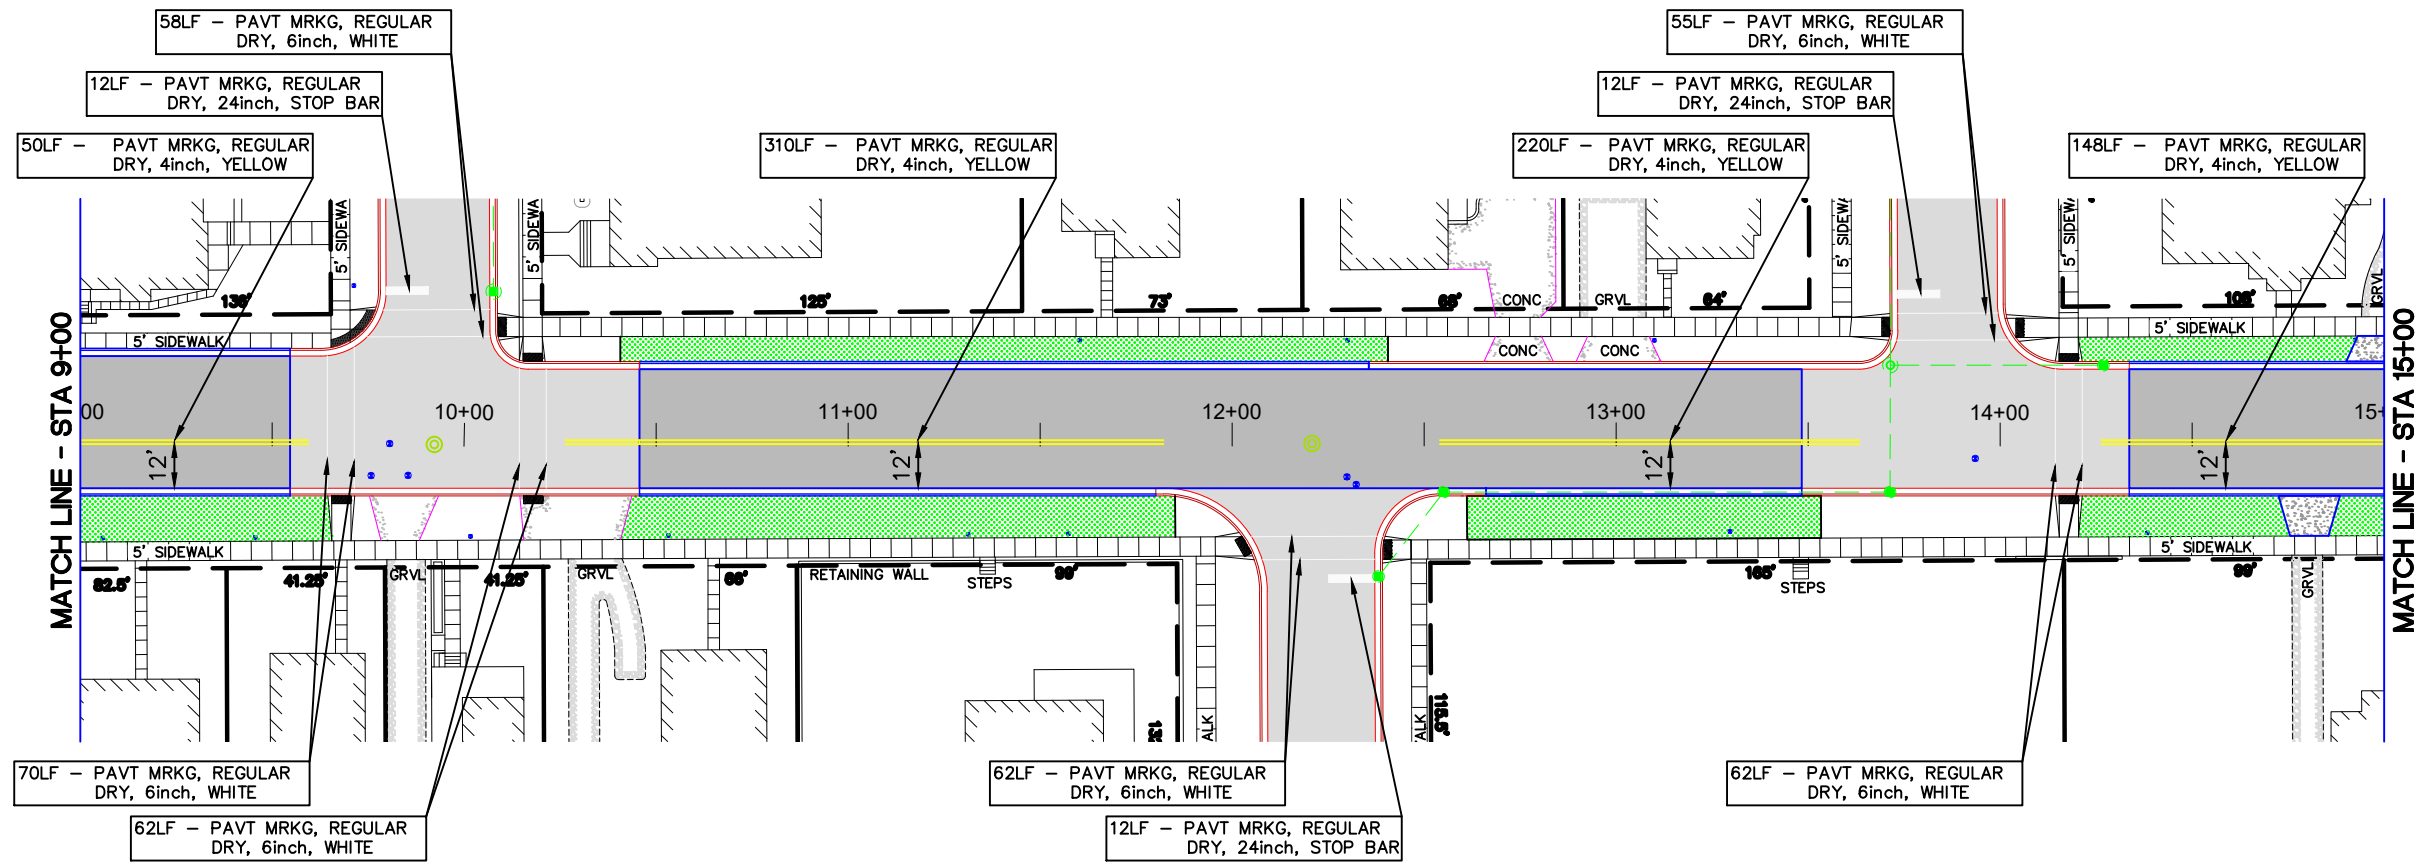 58LF - PAVT MRKG, REGULAR
DRY, 6inch, WHITE
55LF - PAVT MRKG, REGULAR
DRY, 6inch, WHITE
12LF - PAVT MRKG, REGULAR
DRY, 24inch, STOP BAR
12LF - PAVT MRKG, REGULAR
DRY, 24inch, STOP BAR
50LF - PAVT MRKG, REGULAR
DRY, 4inch, YELLOW
310LF - PAVT MRKG, REGULAR
DRY, 4inch, YELLOW
220LF - PAVT MRKG, REGULAR
DRY, 4inch, YELLOW
148LF - PAVT MRKG, REGULAR
DRY, 4inch, YELLOW
5' SIDEWA
5' SIDEWA
5' SIDEW
5' SIDEW
136'
125'
73'
68'
CONC
GRVL
64'
106'
GRVL
5' SIDEWALK
5' SIDEWALK
CONC
CONC
MATCH LINE - STA 9+00
MATCH LINE - STA 15+00
00
10+00
11+00
12+00
13+00
14+00
15+
12'
12'
12'
12'
5' SIDEWALK
5' SIDEWALK
82.5'
41.25'
GRVL
41.25'
GRVL
66'
RETAINING WALL
STEPS
99'
165'
STEPS
99'
GRVL
ALK
ALK
115.5'
70LF - PAVT MRKG, REGULAR
DRY, 6inch, WHITE
62LF - PAVT MRKG, REGULAR
DRY, 6inch, WHITE
62LF - PAVT MRKG, REGULAR
DRY, 6inch, WHITE
62LF - PAVT MRKG, REGULAR
DRY, 6inch, WHITE
12LF - PAVT MRKG, REGULAR
DRY, 24inch, STOP BAR